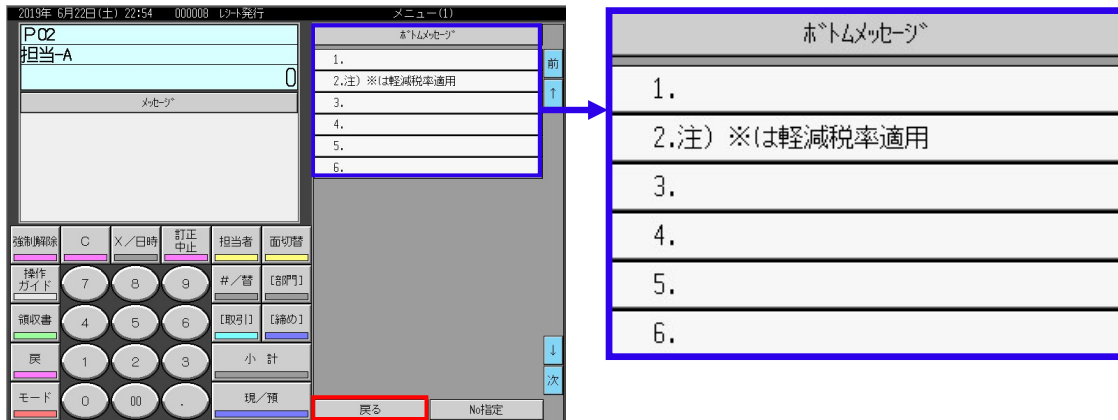 2019年 6月22日(土) 22:54 000008 ﾚｼｰﾄ発行 メニュー(1)
P02
担当-A
0
ﾒｯｾｰｼﾞ
ﾎﾞﾄﾑﾒｯｾｰｼﾞ
1.
2.注) ※は軽減税率適用
3.
4.
5.
6.
前
↑
↓
次
強制解除 C X/日時 訂正中止 担当者 面切替
操作ガイド 7 8 9 #/替 [部門]
領収書 4 5 6 [取引] [締め]
戻 1 2 3 小 計
モード 0 00 . 現/預
戻る No指定
ﾎﾞﾄﾑﾒｯｾｰｼﾞ
1.
2.注) ※は軽減税率適用
3.
4.
5.
6.